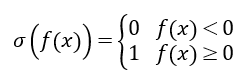 σ(f(x)) = {0 f(x) < 0
1 f(x) ≥ 0